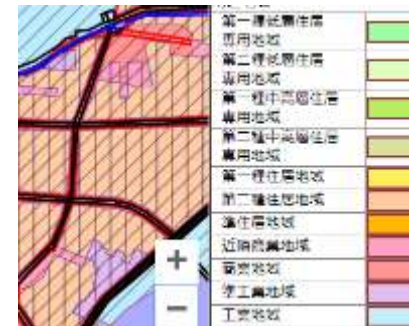 第一種低層住居
専用地域
第二種低層住居
専用地域
第一種中高層住居
専用地域
第二種中高層住居
専用地域
第一種住居地域
第二種住居地域
準住居地域
近隣商業地域
商業地域
準工業地域
工業地域
+
−